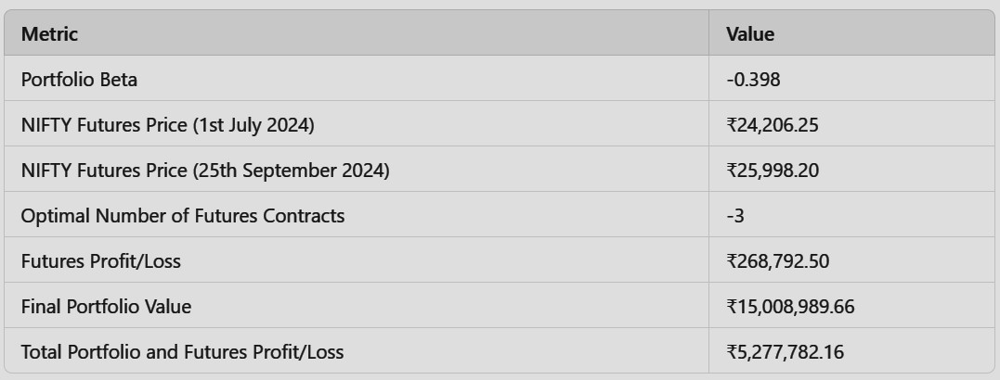 Metric Value
Portfolio Beta -0.398
NIFTY Futures Price (1st July 2024) ₹24,206.25
NIFTY Futures Price (25th September 2024) ₹25,998.20
Optimal Number of Futures Contracts -3
Futures Profit/Loss ₹268,792.50
Final Portfolio Value ₹15,008,989.66
Total Portfolio and Futures Profit/Loss ₹5,277,782.16